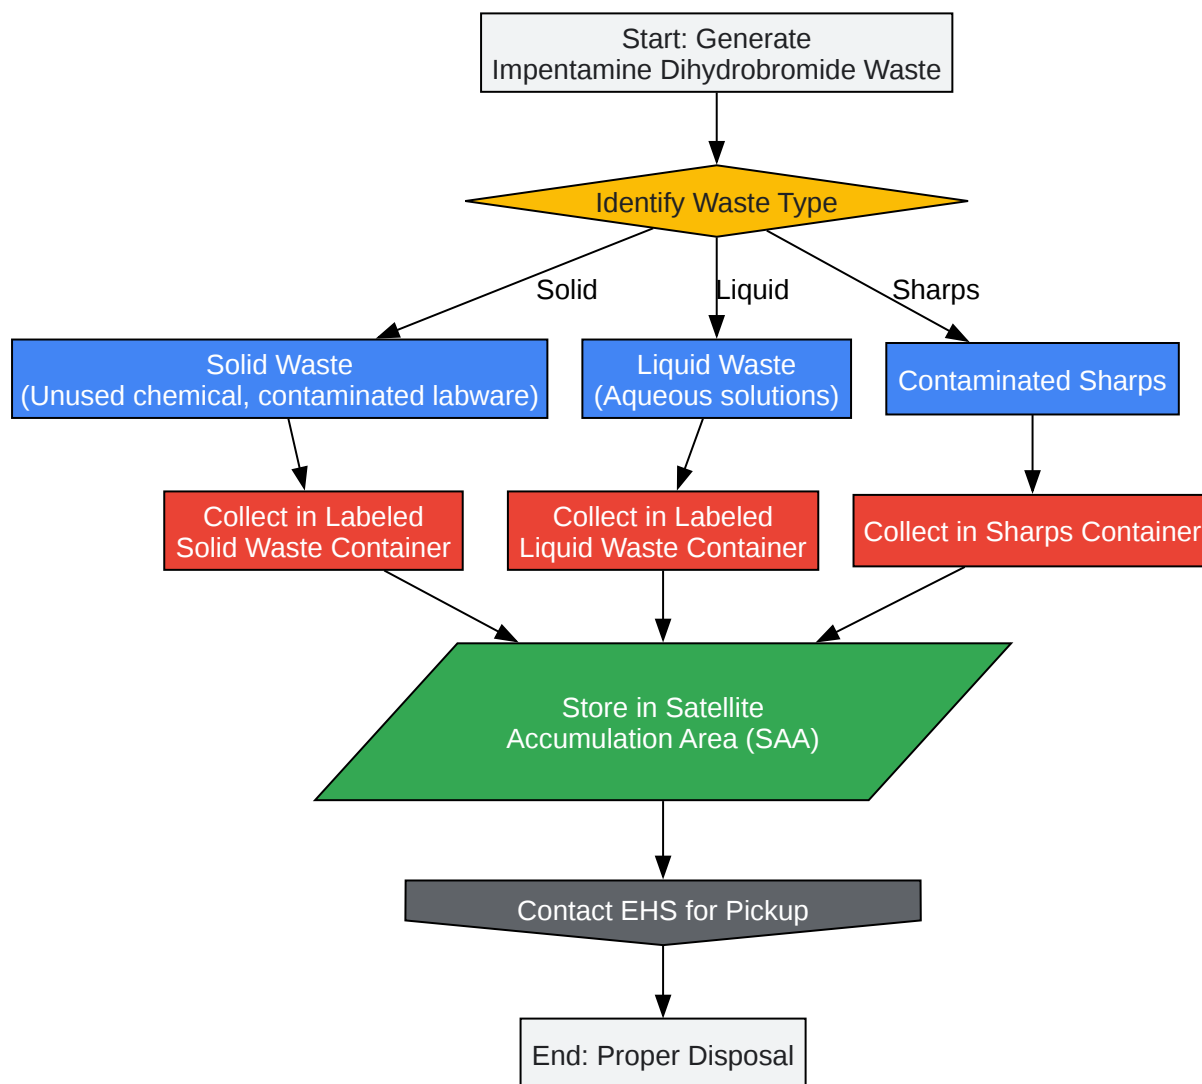 Start: Generate
Impentamine Dihydrobromide Waste
Identify Waste Type
Solid
Liquid
Sharps
Solid Waste
(Unused chemical, contaminated labware)
Liquid Waste
(Aqueous solutions)
Contaminated Sharps
Collect in Labeled
Solid Waste Container
Collect in Labeled
Liquid Waste Container
Collect in Sharps Container
Store in Satellite
Accumulation Area (SAA)
Contact EHS for Pickup
End: Proper Disposal